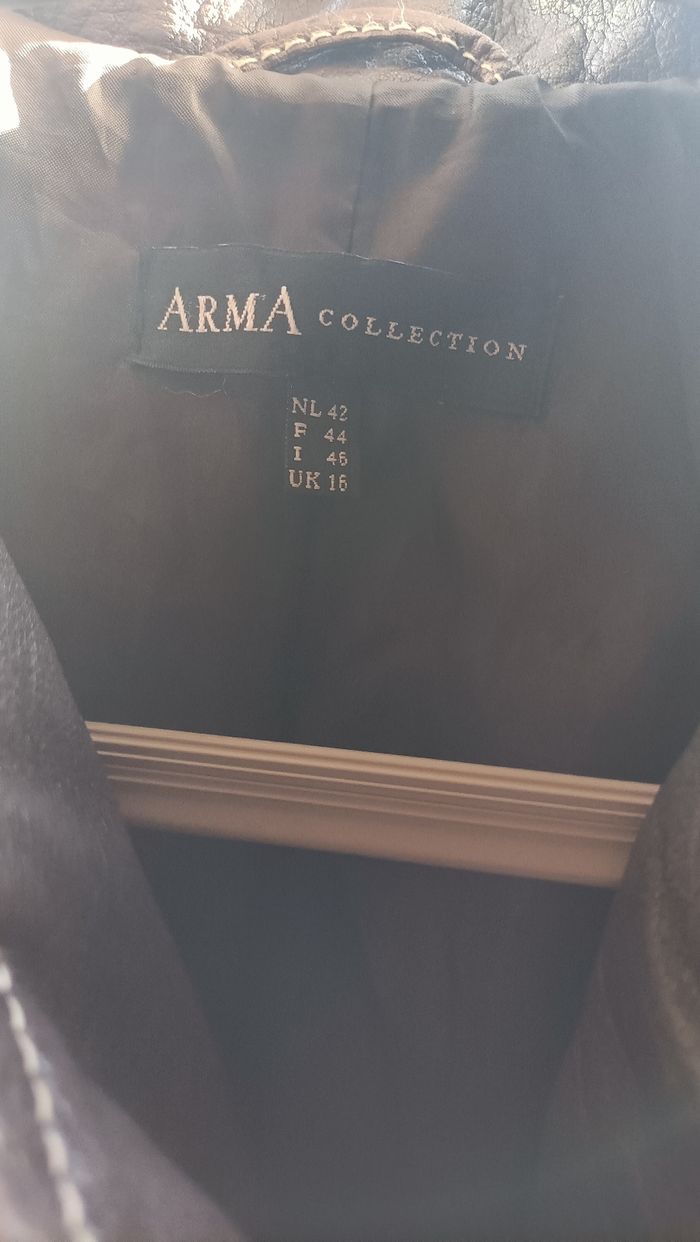 ARMA COLLECTION
NL 42
F 44
I 46
UK 16